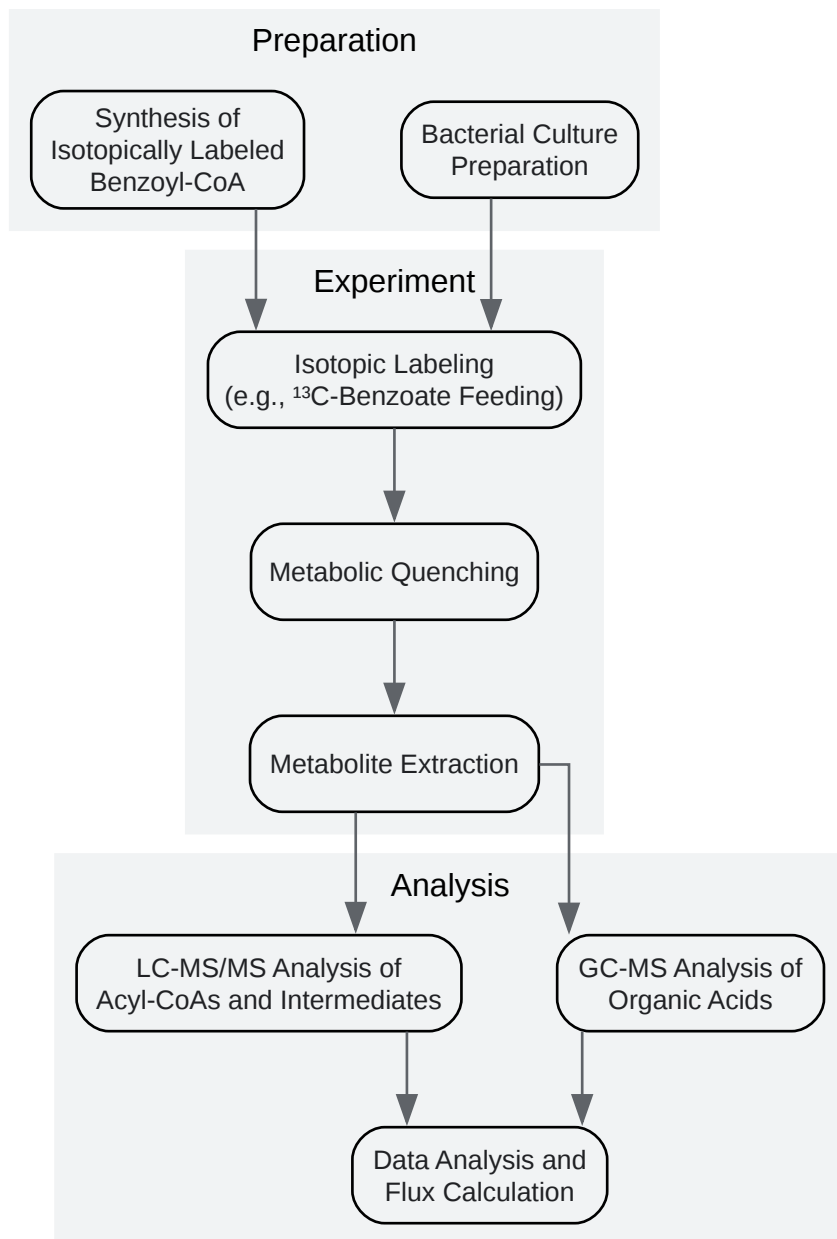 Preparation
Synthesis of
Isotopically Labeled
Benzoyl-CoA
Bacterial Culture
Preparation
Experiment
Isotopic Labeling
(e.g., ¹³C-Benzoate Feeding)
Metabolic Quenching
Metabolite Extraction
Analysis
LC-MS/MS Analysis of
Acyl-CoAs and Intermediates
GC-MS Analysis of
Organic Acids
Data Analysis and
Flux Calculation